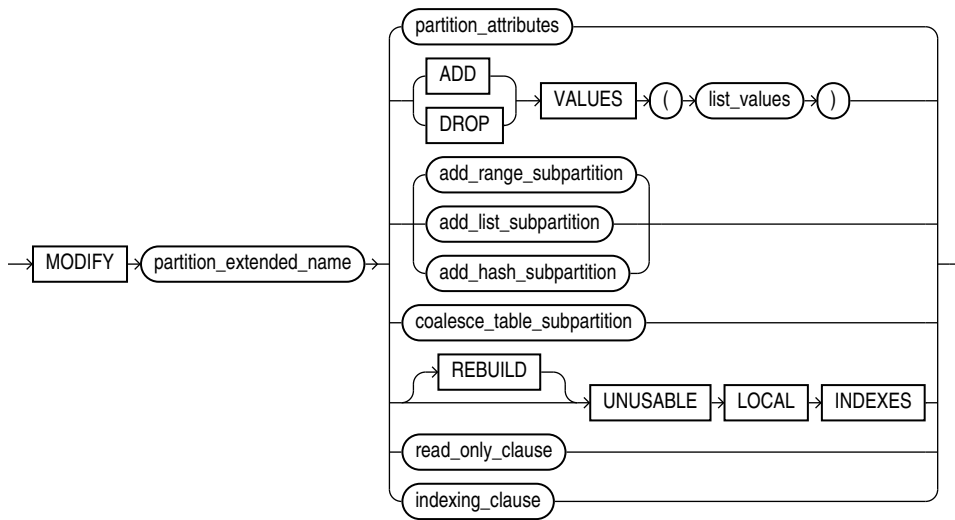 partition_attributes
ADD
VALUES ( list_values )
DROP
add_range_subpartition
add_list_subpartition
MODIFY partition_extended_name
add_hash_subpartition
coalesce_table_subpartition
REBUILD
UNUSABLE LOCAL INDEXES
read_only_clause
indexing_clause